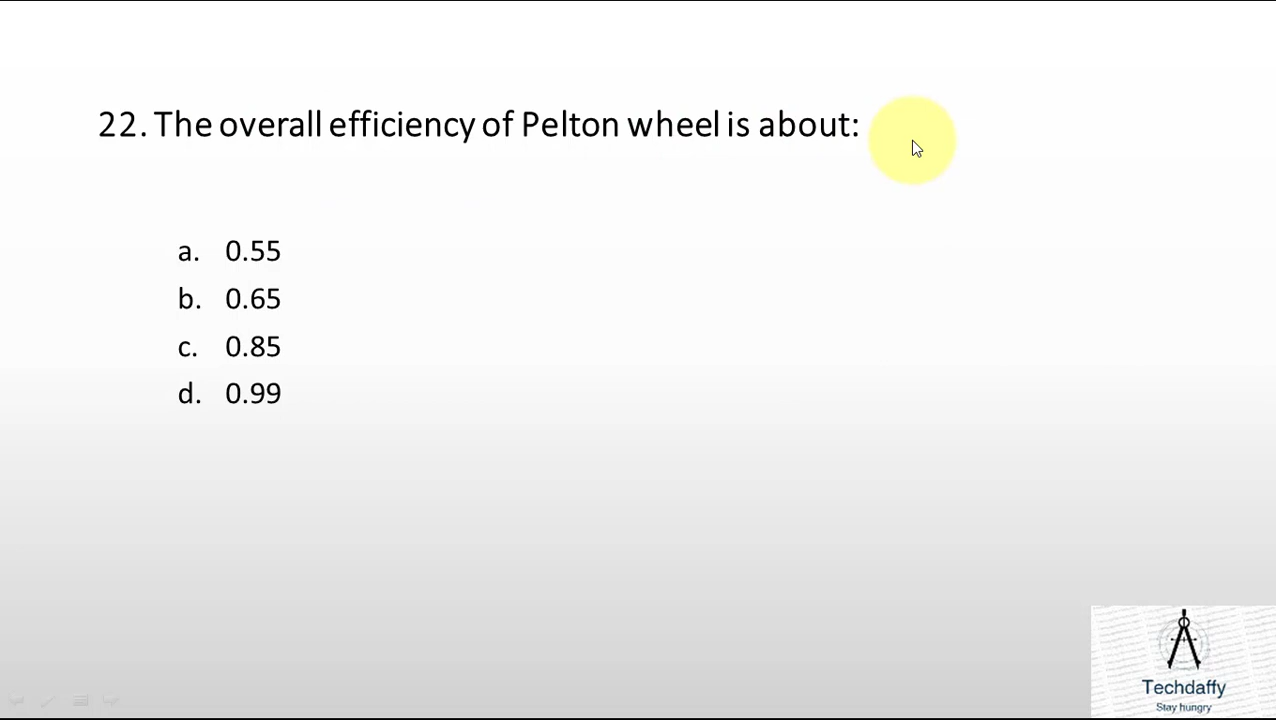 22. The overall efficiency of Pelton wheel is about:
a. 0.55
b. 0.65
c. 0.85
d. 0.99
Techdaffy
Stay hungry